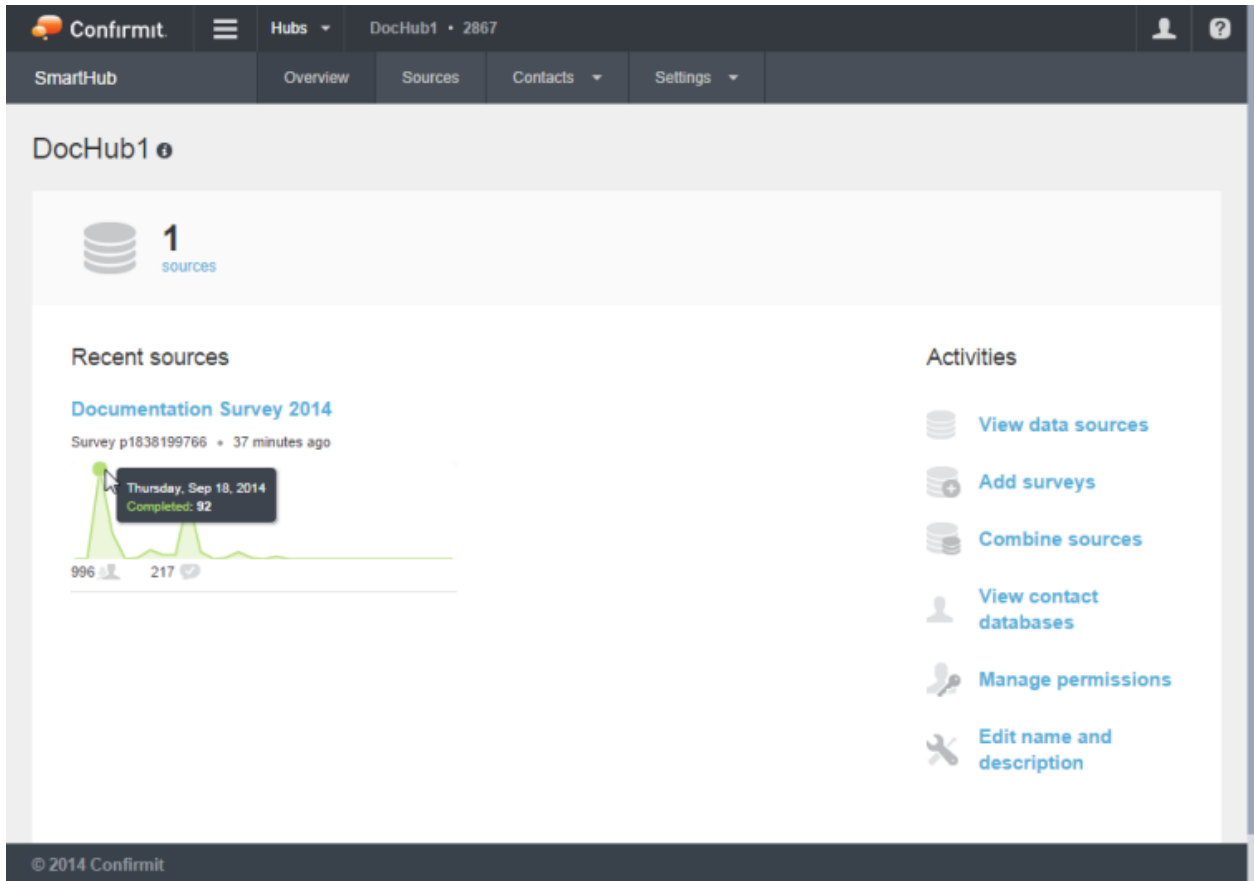 Confirmit.
Hubs
DocHub1 • 2867
?
SmartHub
Overview
Sources
Contacts
Settings
DocHub1
1
sources
Recent sources
Documentation Survey 2014
Survey p1838199766 • 37 minutes ago
Thursday, Sep 18, 2014
Completed: 92
996
217
Activities
View data sources
Add surveys
Combine sources
View contact
databases
Manage permissions
Edit name and
description
© 2014 Confirmit